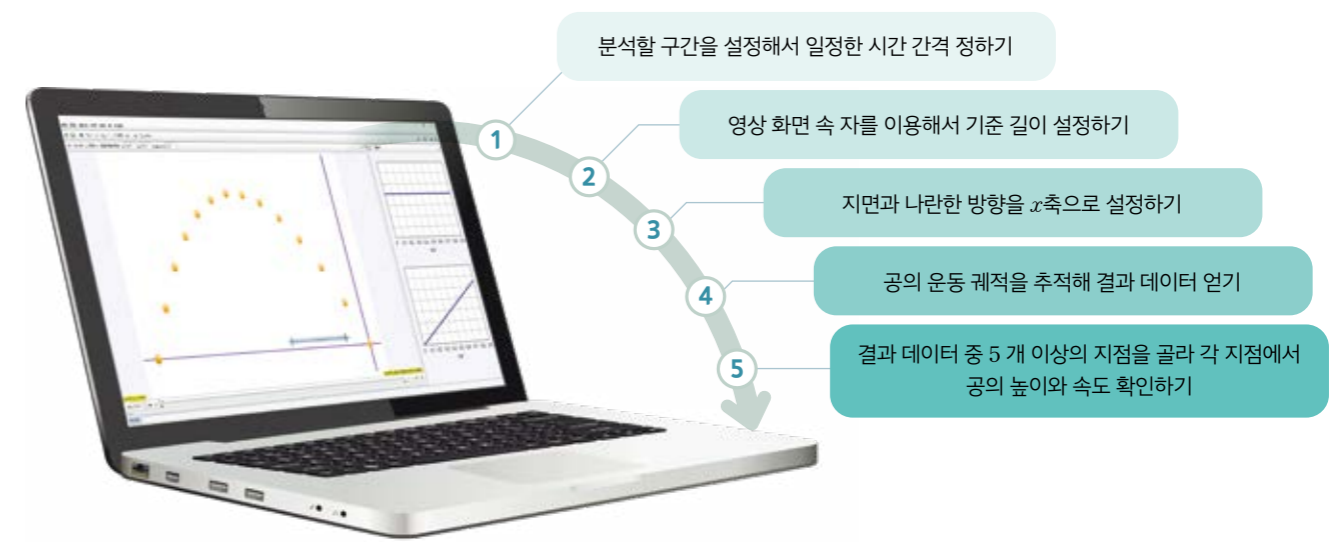 1
분석할 구간을 설정해서 일정한 시간 간격 정하기
2
영상 화면 속 자를 이용해서 기준 길이 설정하기
3
지면과 나란한 방향을 x축으로 설정하기
4
공의 운동 궤적을 추적해 결과 데이터 얻기
5
결과 데이터 중 5 개 이상의 지점을 골라 각 지점에서
공의 높이와 속도 확인하기